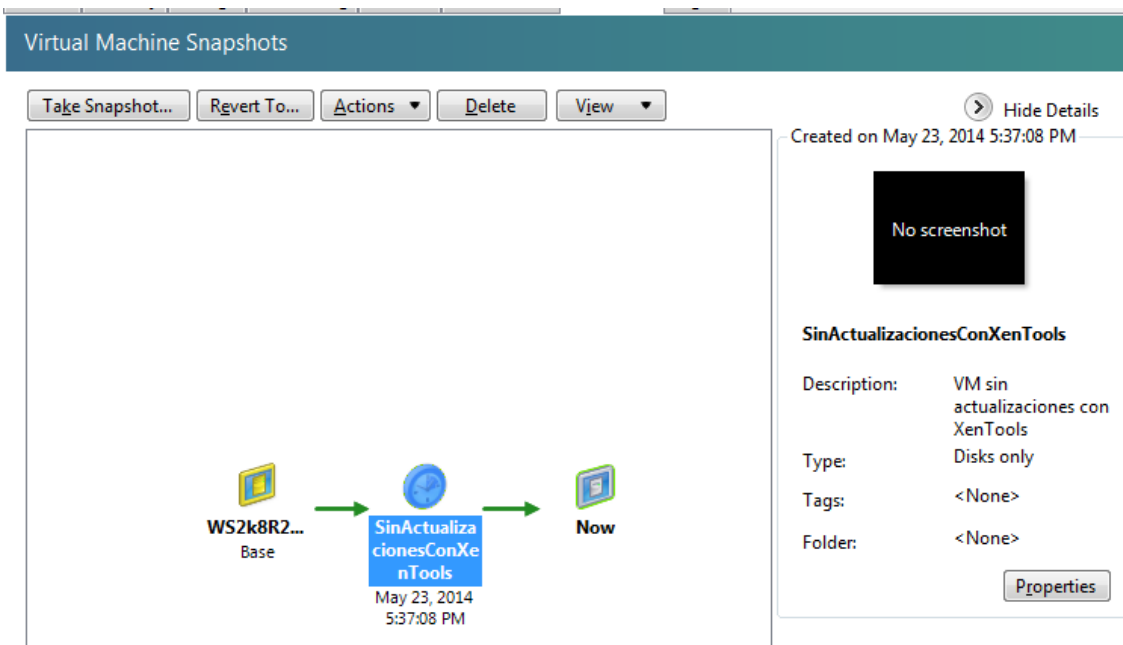 Virtual Machine Snapshots
Take Snapshot...
Revert To...
Actions
Delete
View
Hide Details
Created on May 23, 2014 5:37:08 PM
No screenshot
SinActualizacionesConXenTools
Description:
VM sin
actualizaciones con
XenTools
Type:
Disks only
Tags:
<None>
Folder:
<None>
Properties
WS2k8R2...
Base
SinActualiza
cionesConXe
nTools
May 23, 2014
5:37:08 PM
Now